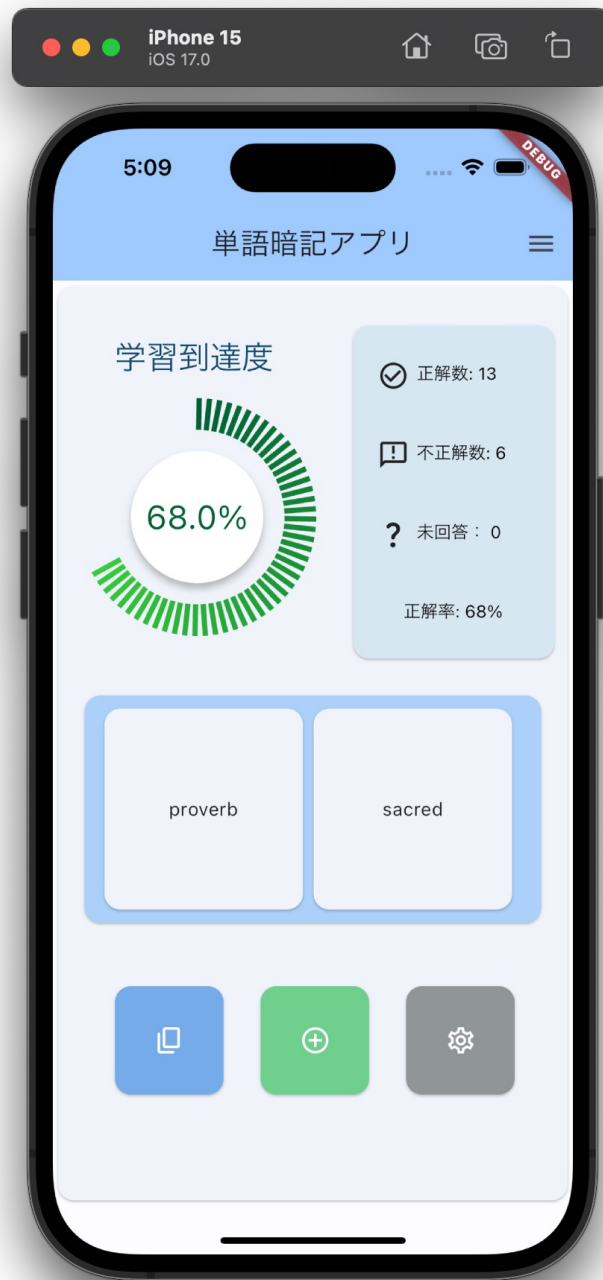 iPhone 15
iOS 17.0
5:09
DEBUG
単語暗記アプリ
学習到達度
68.0%
正解数: 13
不正解数: 6
未回答： 0
正解率: 68%
proverb
sacred